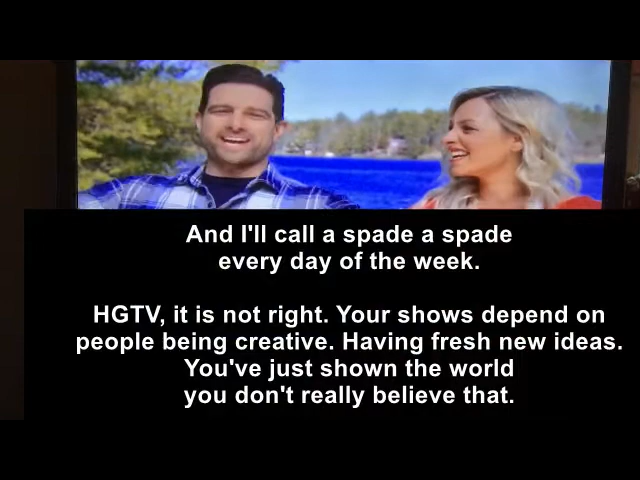 And I'll call a spade a spade
every day of the week.
HGTV, it is not right. Your shows depend on
people being creative. Having fresh new ideas.
You've just shown the world
you don't really believe that.